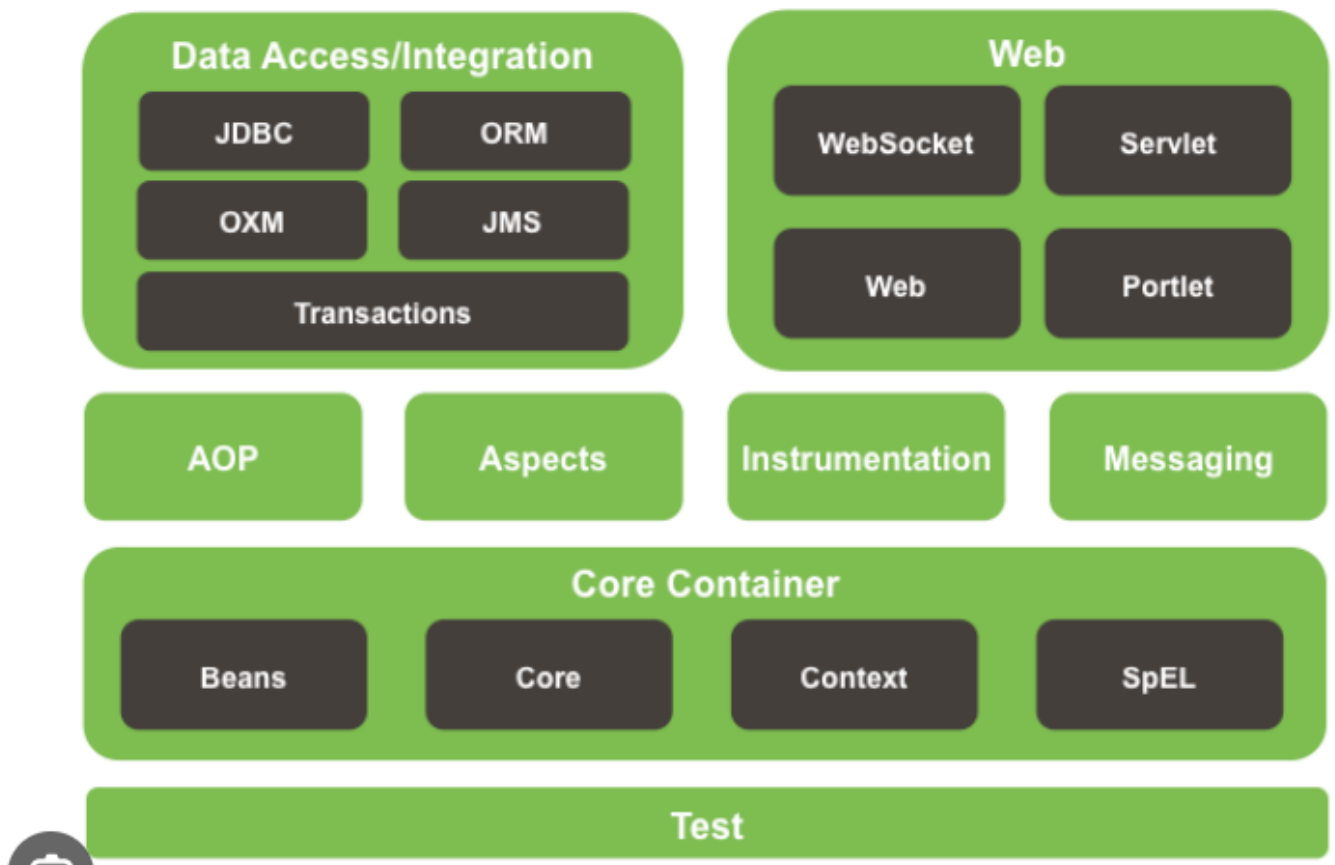 Data Access/Integration
JDBC
ORM
OXM
JMS
Transactions
Web
WebSocket
Servlet
Web
Portlet
AOP
Aspects
Instrumentation
Messaging
Core Container
Beans
Core
Context
SpEL
Test